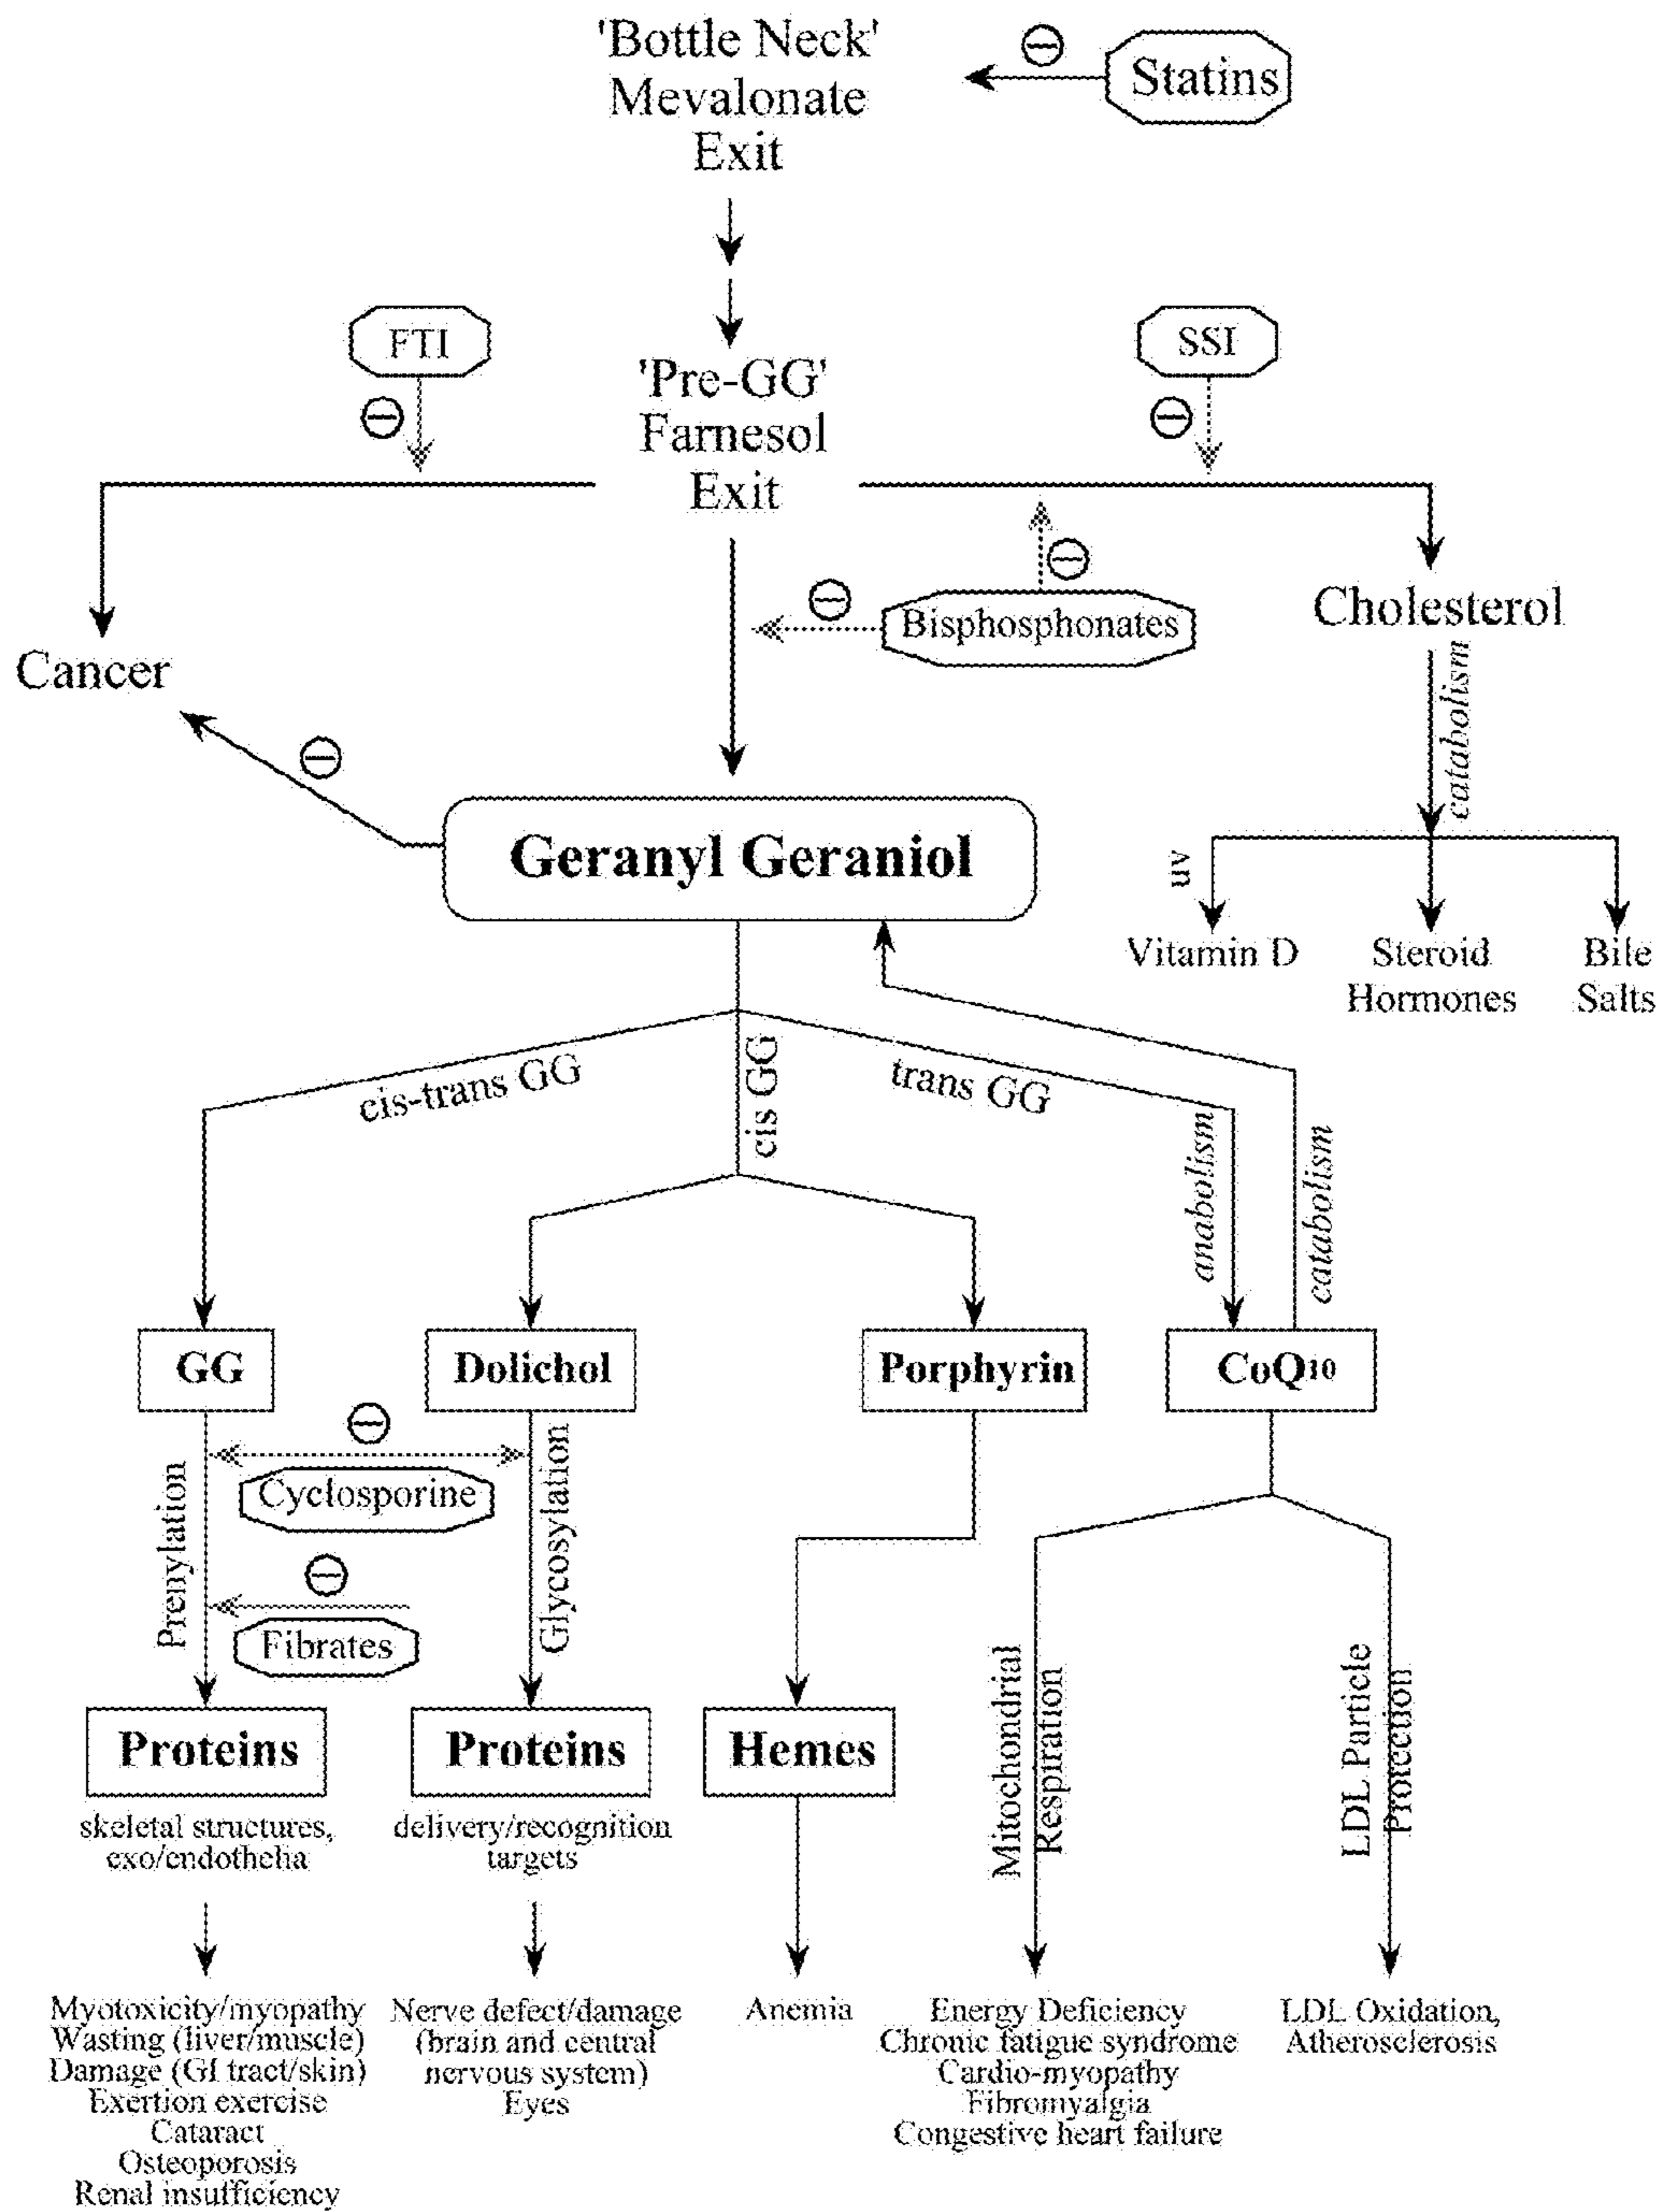 'Bottle Neck'
Mevalonate
Exit
Statins
FTI
SSI
'Pre-GG'
Farnesol
Exit
Bisphosphonates
Cholesterol
Cancer
catabolism
Geranyl Geraniol
uv
Vitamin D
Steroid
Hormones
Bile
Salts
cis-trans GG
cis GG
trans GG
anabolism
catabolism
GG
Dolichol
Porphyrin
CoQ10
Prenylation
Cyclosporine
Glycosylation
Fibrates
Mitochondrial
Respiration
LDL Particle
Protection
Proteins
Proteins
Hemes
skeletal structures,
exo/endothelia
delivery/recognition
targets
Myotoxicity/myopathy
Wasting (liver/muscle)
Damage (GI tract/skin)
Exertion exercise
Cataract
Osteoporosis
Renal insufficiency
Nerve defect/damage
(brain and central
nervous system)
Eyes
Anemia
Energy Deficiency
Chronic fatigue syndrome
Cardio-myopathy
Fibromyalgia
Congestive heart failure
LDL Oxidation,
Atherosclerosis